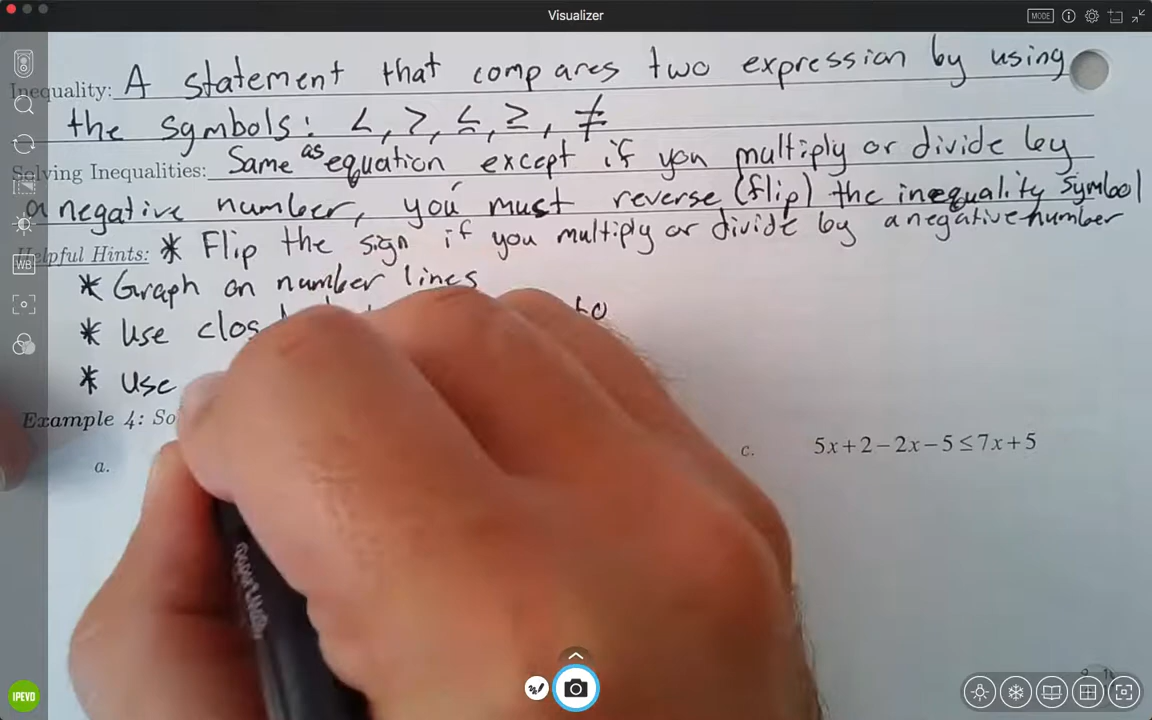 Visualizer
MODE
Inequality: A statement that compares two expression by using
the symbols: <, >, ≤, ≥, ≠
Solving Inequalities: Same as equation except if you multiply or divide by
a negative number, you must reverse (flip) the inequality symbol
Helpful Hints: * Flip the sign if you multiply or divide by a negative number
* Graph on number lines
* Use clos to
* Use
Example 4: So
a.
c. 5x+2−2x−5≤7x+5
WB
IPEVO